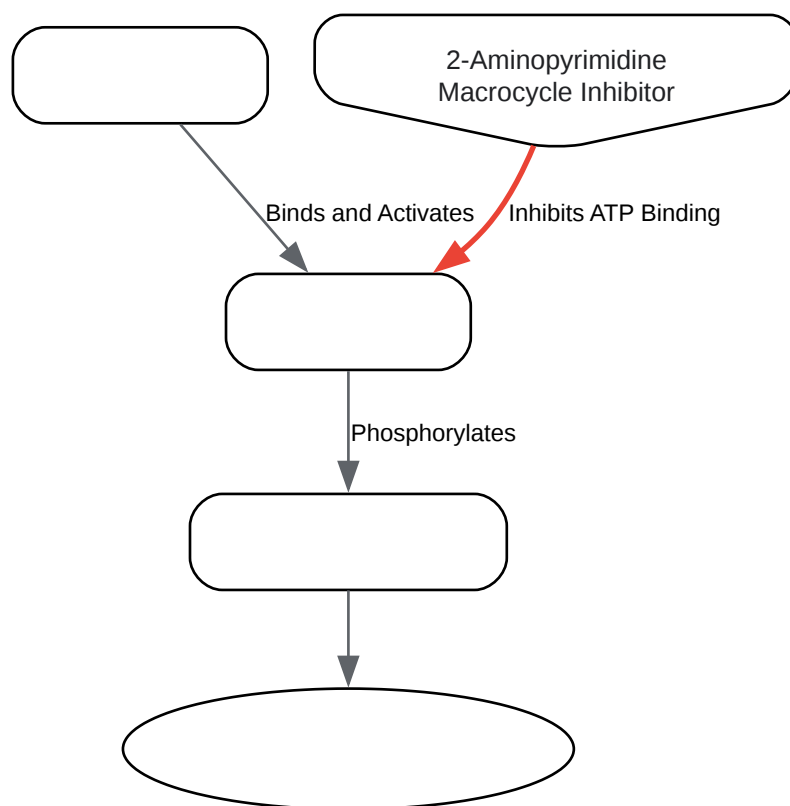 2-Aminopyrimidine
Macrocycle Inhibitor
Binds and Activates
Inhibits ATP Binding
Phosphorylates